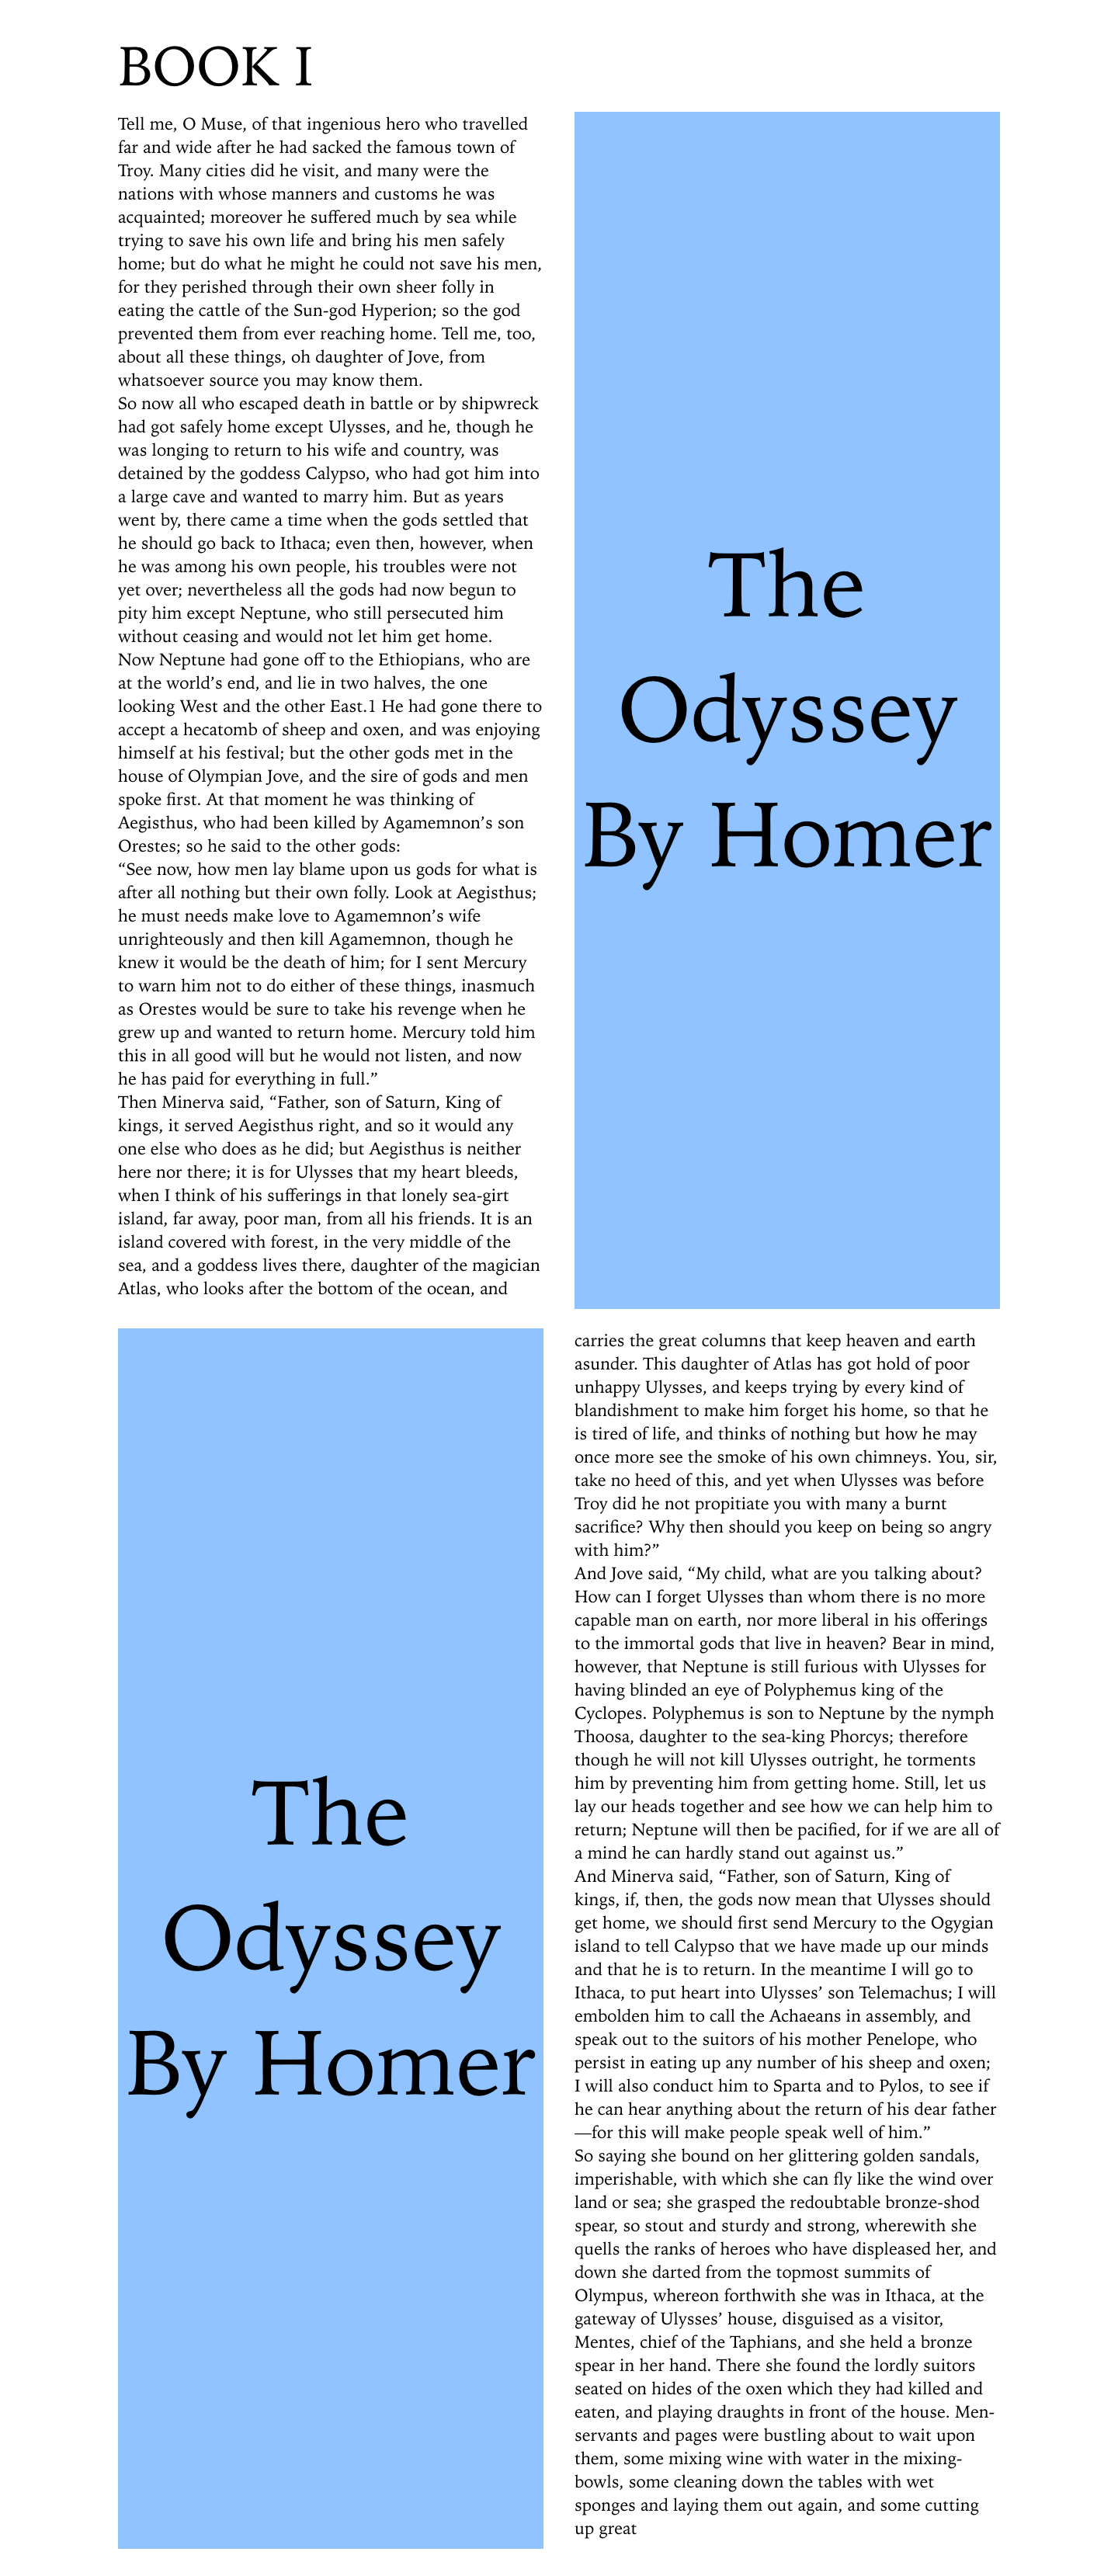 BOOK I
Tell me, O Muse, of that ingenious hero who travelled
far and wide after he had sacked the famous town of
Troy. Many cities did he visit, and many were the
nations with whose manners and customs he was
acquainted; moreover he suffered much by sea while
trying to save his own life and bring his men safely
home; but do what he might he could not save his men,
for they perished through their own sheer folly in
eating the cattle of the Sun-god Hyperion; so the god
prevented them from ever reaching home. Tell me, too,
about all these things, oh daughter of Jove, from
whatsoever source you may know them.
So now all who escaped death in battle or by shipwreck
had got safely home except Ulysses, and he, though he
was longing to return to his wife and country, was
detained by the goddess Calypso, who had got him into
a large cave and wanted to marry him. But as years
went by, there came a time when the gods settled that
he should go back to Ithaca; even then, however, when
he was among his own people, his troubles were not
yet over; nevertheless all the gods had now begun to
pity him except Neptune, who still persecuted him
without ceasing and would not let him get home.
Now Neptune had gone off to the Ethiopians, who are
at the world’s end, and lie in two halves, the one
looking West and the other East.1 He had gone there to
accept a hecatomb of sheep and oxen, and was enjoying
himself at his festival; but the other gods met in the
house of Olympian Jove, and the sire of gods and men
spoke first. At that moment he was thinking of
Aegisthus, who had been killed by Agamemnon’s son
Orestes; so he said to the other gods:
“See now, how men lay blame upon us gods for what is
after all nothing but their own folly. Look at Aegisthus;
he must needs make love to Agamemnon’s wife
unrighteously and then kill Agamemnon, though he
knew it would be the death of him; for I sent Mercury
to warn him not to do either of these things, inasmuch
as Orestes would be sure to take his revenge when he
grew up and wanted to return home. Mercury told him
this in all good will but he would not listen, and now
he has paid for everything in full.”
Then Minerva said, “Father, son of Saturn, King of
kings, it served Aegisthus right, and so it would any
one else who does as he did; but Aegisthus is neither
here nor there; it is for Ulysses that my heart bleeds,
when I think of his sufferings in that lonely sea-girt
island, far away, poor man, from all his friends. It is an
island covered with forest, in the very middle of the
sea, and a goddess lives there, daughter of the magician
Atlas, who looks after the bottom of the ocean, and
The
Odyssey
By Homer
The
Odyssey
By Homer
carries the great columns that keep heaven and earth
asunder. This daughter of Atlas has got hold of poor
unhappy Ulysses, and keeps trying by every kind of
blandishment to make him forget his home, so that he
is tired of life, and thinks of nothing but how he may
once more see the smoke of his own chimneys. You, sir,
take no heed of this, and yet when Ulysses was before
Troy did he not propitiate you with many a burnt
sacrifice? Why then should you keep on being so angry
with him?”
And Jove said, “My child, what are you talking about?
How can I forget Ulysses than whom there is no more
capable man on earth, nor more liberal in his offerings
to the immortal gods that live in heaven? Bear in mind,
however, that Neptune is still furious with Ulysses for
having blinded an eye of Polyphemus king of the
Cyclopes. Polyphemus is son to Neptune by the nymph
Thoosa, daughter to the sea-king Phorcys; therefore
though he will not kill Ulysses outright, he torments
him by preventing him from getting home. Still, let us
lay our heads together and see how we can help him to
return; Neptune will then be pacified, for if we are all of
a mind he can hardly stand out against us.”
And Minerva said, “Father, son of Saturn, King of
kings, if, then, the gods now mean that Ulysses should
get home, we should first send Mercury to the Ogygian
island to tell Calypso that we have made up our minds
and that he is to return. In the meantime I will go to
Ithaca, to put heart into Ulysses’ son Telemachus; I will
embolden him to call the Achaeans in assembly, and
speak out to the suitors of his mother Penelope, who
persist in eating up any number of his sheep and oxen;
I will also conduct him to Sparta and to Pylos, to see if
he can hear anything about the return of his dear father
—for this will make people speak well of him.”
So saying she bound on her glittering golden sandals,
imperishable, with which she can fly like the wind over
land or sea; she grasped the redoubtable bronze-shod
spear, so stout and sturdy and strong, wherewith she
quells the ranks of heroes who have displeased her, and
down she darted from the topmost summits of
Olympus, whereon forthwith she was in Ithaca, at the
gateway of Ulysses’ house, disguised as a visitor,
Mentes, chief of the Taphians, and she held a bronze
spear in her hand. There she found the lordly suitors
seated on hides of the oxen which they had killed and
eaten, and playing draughts in front of the house. Men-
servants and pages were bustling about to wait upon
them, some mixing wine with water in the mixing-
bowls, some cleaning down the tables with wet
sponges and laying them out again, and some cutting
up great